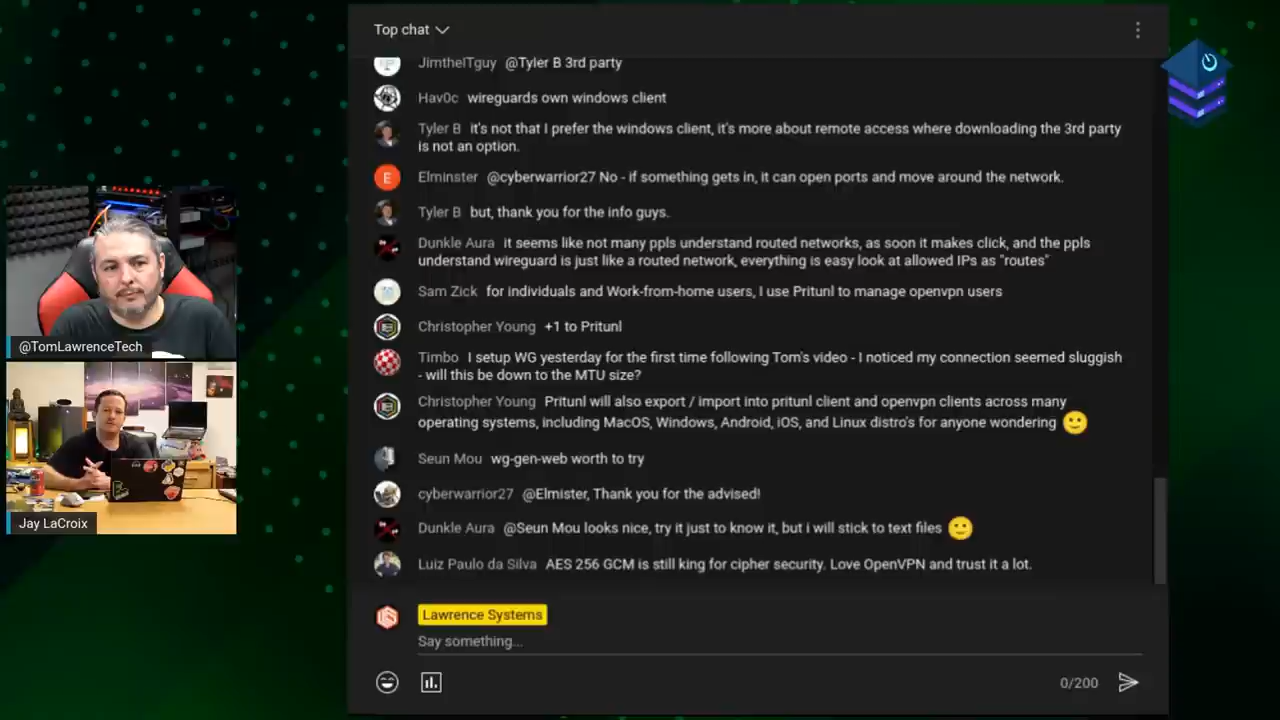 Top chat
JimtheITguy @Tyler B 3rd party
Hav0c wireguards own windows client
Tyler B it's not that I prefer the windows client, it's more about remote access where downloading the 3rd party
is not an option.
E
Elminster @cyberwarrior27 No - if something gets in, it can open ports and move around the network.
Tyler B but, thank you for the info guys.
Dunkle Aura it seems like not many ppls understand routed networks, as soon it makes click, and the ppls
understand wireguard is just like a routed network, everything is easy look at allowed IPs as "routes"
Sam Zick for individuals and Work-from-home users, I use Pritunl to manage openvpn users
Christopher Young +1 to Pritunl
Timbo I setup WG yesterday for the first time following Tom's video - I noticed my connection seemed sluggish
- will this be down to the MTU size?
Christopher Young Pritunl will also export / import into pritunl client and openvpn clients across many
operating systems, including MacOS, Windows, Android, iOS, and Linux distro's for anyone wondering 🙂
Seun Mou wg-gen-web worth to try
cyberwarrior27 @Elmister, Thank you for the advised!
Dunkle Aura @Seun Mou looks nice, try it just to know it, but i will stick to text files 🙂
Luiz Paulo da Silva AES 256 GCM is still king for cipher security. Love OpenVPN and trust it a lot.
Lawrence Systems
Say something...
0/200
@TomLawrenceTech
Jay LaCroix